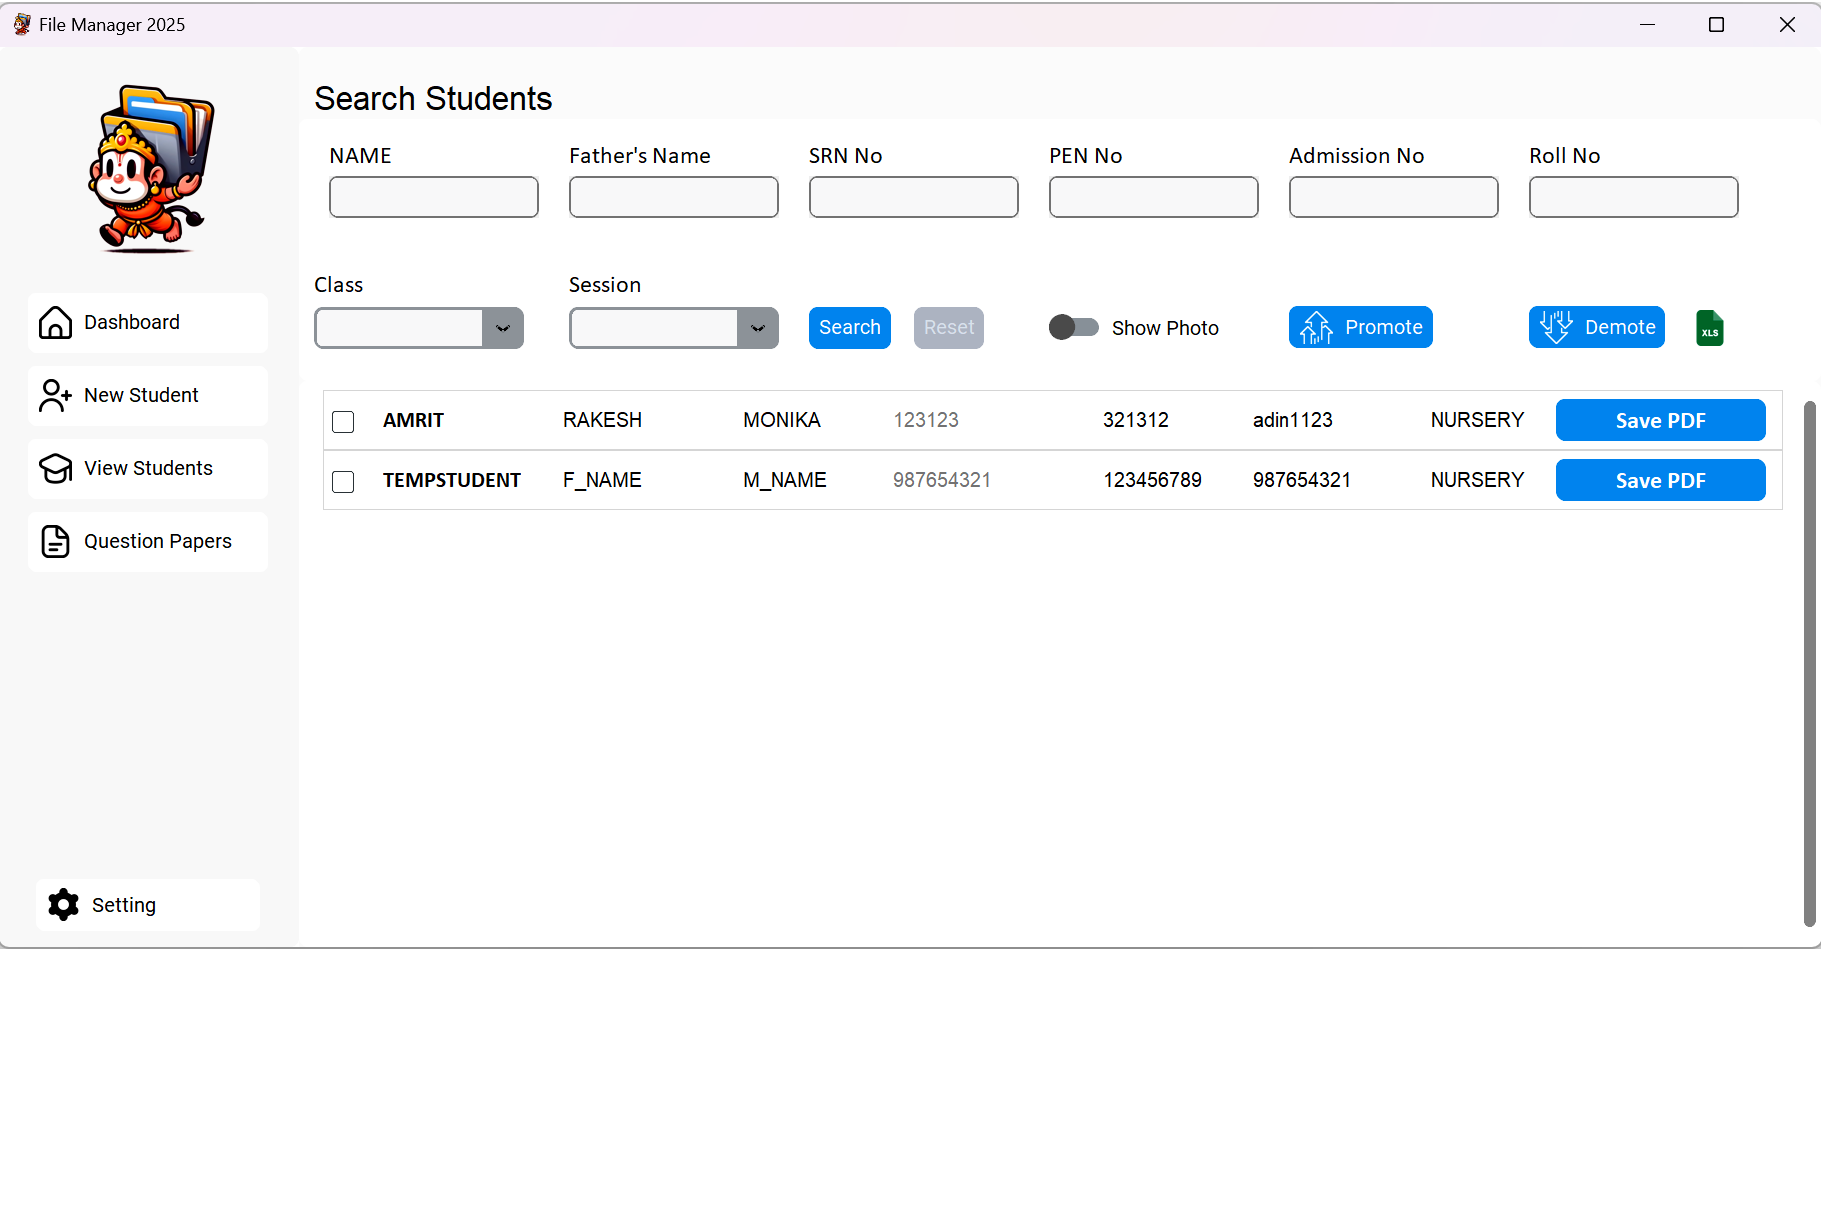 File Manager 2025
Search Students
NAME Father's Name SRN No PEN No Admission No Roll No
Class Session
Search Reset Show Photo Promote Demote XLS
Dashboard
New Student
View Students
Question Papers
Setting
AMRIT RAKESH MONIKA 123123 321312 adin1123 NURSERY Save PDF
TEMPSTUDENT F_NAME M_NAME 987654321 123456789 987654321 NURSERY Save PDF